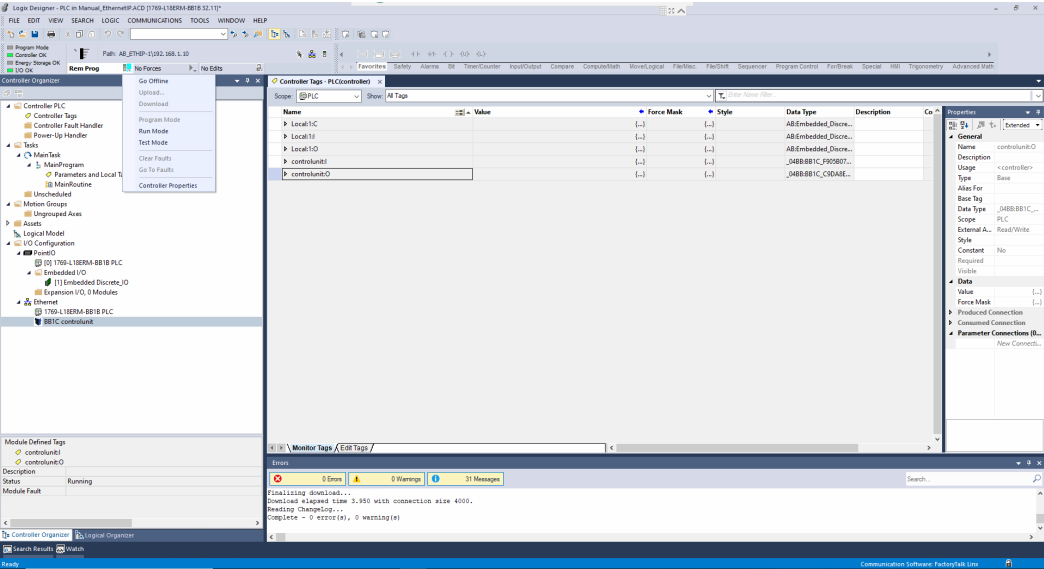 Logix Designer - PLC in Manual_EthernetIP.ACD [1769-L18ERM-BB1B 32.11]*
FILE EDIT VIEW SEARCH LOGIC COMMUNICATIONS TOOLS WINDOW HELP
Program Mode
Controller OK
Energy Storage OK
I/O OK
Path: AB_ETHIP-1\192.168.1.10
Rem Prog No Forces No Edits
Favorites Safety Alarms Bit Timer/Counter Input/Output Compare Compute/Math Move/Logical File/Misc. File/Shift Sequencer Program Control For/Break Special HMI Trigonometry Advanced Math
Go Offline
Upload...
Download
Program Mode
Run Mode
Test Mode
Clear Faults
Go To Faults
Controller Properties
Controller Organizer
Controller PLC
Controller Tags
Controller Fault Handler
Power-Up Handler
Tasks
MainTask
MainProgram
Parameters and Local Ta
MainRoutine
Unscheduled
Motion Groups
Ungrouped Axes
Assets
Logical Model
I/O Configuration
PointIO
[0] 1769-L18ERM-BB1B PLC
Embedded I/O
[1] Embedded Discrete_IO
Expansion I/O, 0 Modules
Ethernet
1769-L18ERM-BB1B PLC
BB1C controlunit
Module Defined Tags
controlunit:I
controlunit:O
Description
Status Running
Module Fault
Controller Organizer Logical Organizer
Controller Tags - PLC(controller) ×
Scope: PLC Show: All Tags Enter Name Filter...
Name Value Force Mask Style Data Type Description Co
Local:1:C {...} {...} AB:Embedded_Discre...
Local:1:I {...} {...} AB:Embedded_Discre...
Local:1:O {...} {...} AB:Embedded_Discre...
controlunit:I {...} {...} _04BB:BB1C_F905B07...
controlunit:O {...} {...} _04BB:BB1C_C9DA8E...
Monitor Tags Edit Tags
Properties
Extended
General
Name controlunit:O
Description
Usage <controller>
Type Base
Alias For
Base Tag
Data Type _04BB:BB1C_...
Scope PLC
External A... Read/Write
Style
Constant No
Required
Visible
Data
Value {...}
Force Mask {...}
Produced Connection
Consumed Connection
Parameter Connections {0...
New Connecti...
Errors
0 Errors 0 Warnings 31 Messages Search...
Finalizing download...
Download elapsed time 3.950 with connection size 4000.
Reading ChangeLog...
Complete - 0 error(s), 0 warning(s)
Search Results Watch
Ready Communication Software: FactoryTalk Linx